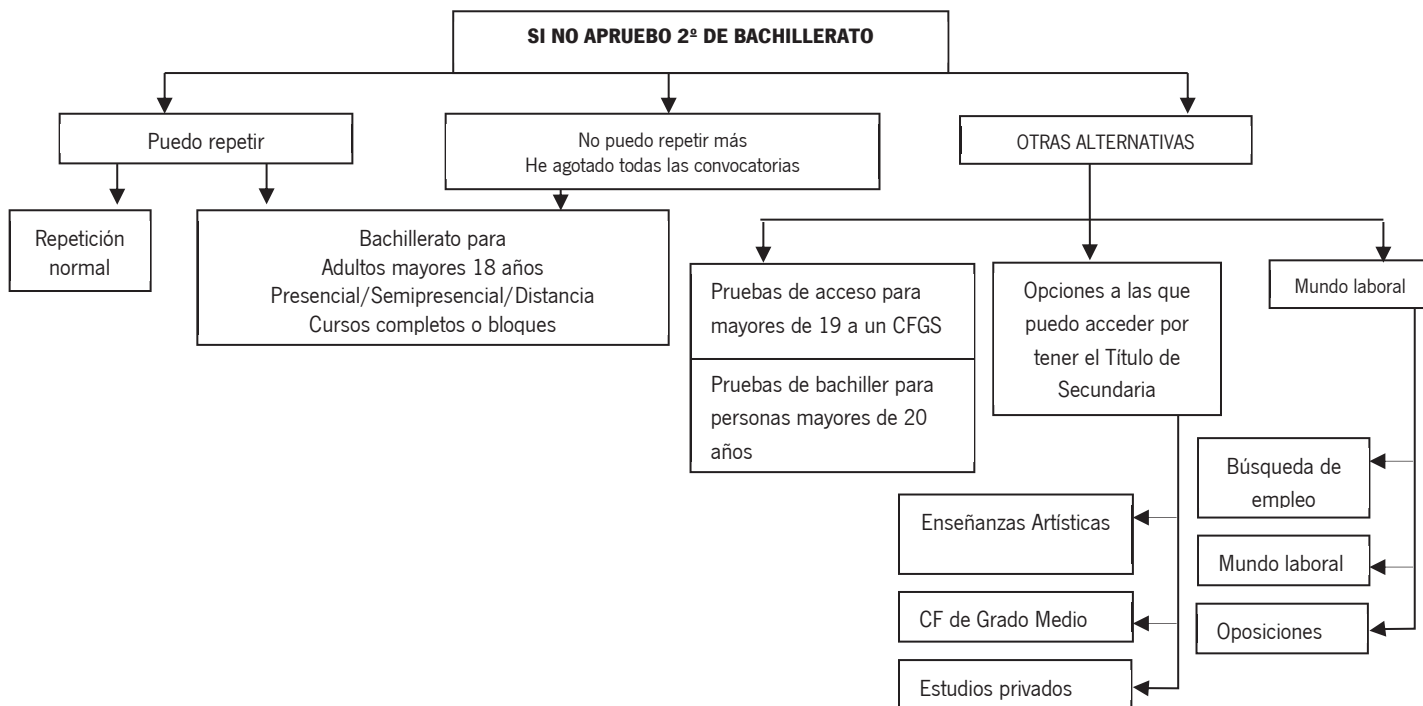 SI NO APRUEBO 2º DE BACHILLERATO
Puedo repetir
No puedo repetir más
He agotado todas las convocatorias
OTRAS ALTERNATIVAS
Repetición
normal
Bachillerato para
Adultos mayores 18 años
Presencial/Semipresencial/Distancia
Cursos completos o bloques
Pruebas de acceso para
mayores de 19 a un CFGS
Pruebas de bachiller para
personas mayores de 20
años
Opciones a las que
puedo acceder por
tener el Título de
Secundaria
Mundo laboral
Enseñanzas Artísticas
CF de Grado Medio
Estudios privados
Búsqueda de
empleo
Mundo laboral
Oposiciones